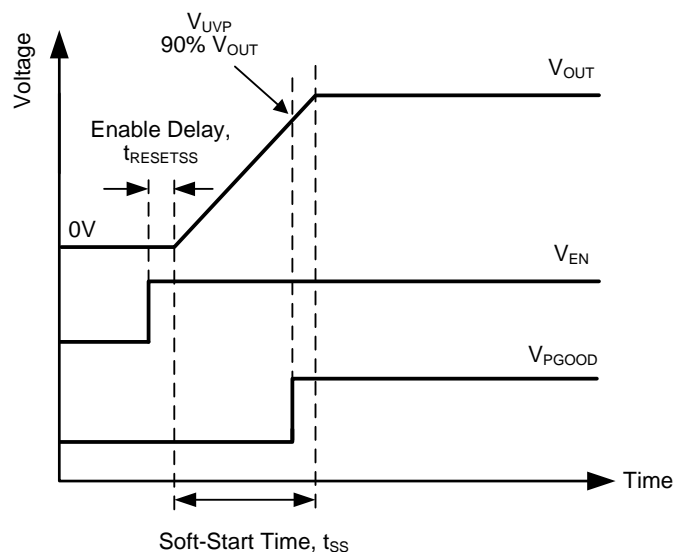 V_UVP
90% V_OUT
Voltage
V_OUT
Enable Delay,
t_RESETSS
0V
V_EN
V_PGOOD
Time
Soft-Start Time, t_SS